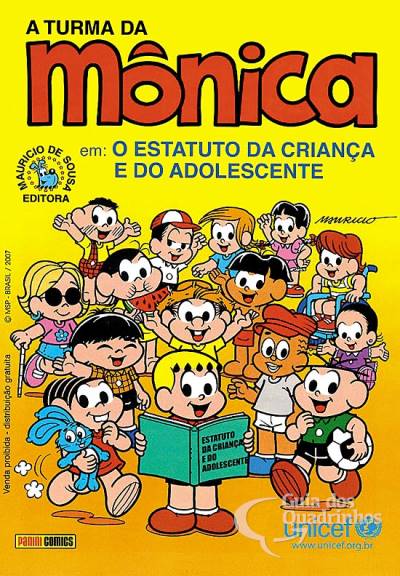 A TURMA DA
Mônica
MAURICIO DE SOUSA
EDITORA
em: O ESTATUTO DA CRIANÇA
E DO ADOLESCENTE
MAURICIO
© MSP - BRASIL / 2007
Venda proibida - distribuição gratuita
ESTATUTO
DA CRIANÇA
E DO
ADOLESCENTE
Guia dos
Quadrinhos
unicef
www.unicef.org.br
PANINI COMICS